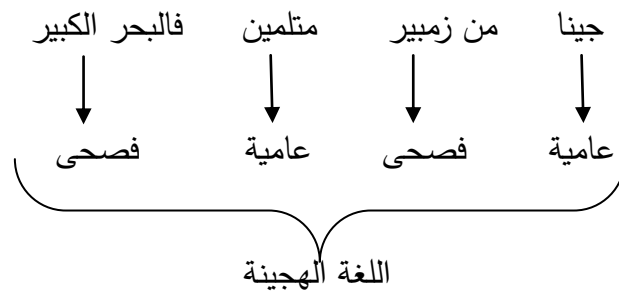 جينا من زمبير متلمين فالبحر الكبير
عامية فصحى عامية فصحى
اللغة الهجينة